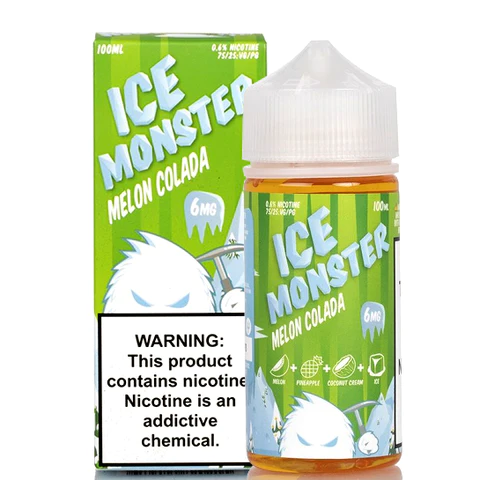 100ML
0.6% NICOTINE
75/25:VG/PG
ICE
MONSTER
MELON COLADA
6MG
WARNING:
This product
contains nicotine.
Nicotine is an
addictive
chemical.
0.6% NICOTINE
75/25:VG/PG
100ML
ICE
MONSTER
MELON COLADA
6MG
MELON + PINEAPPLE + COCONUT CREAM + ICE